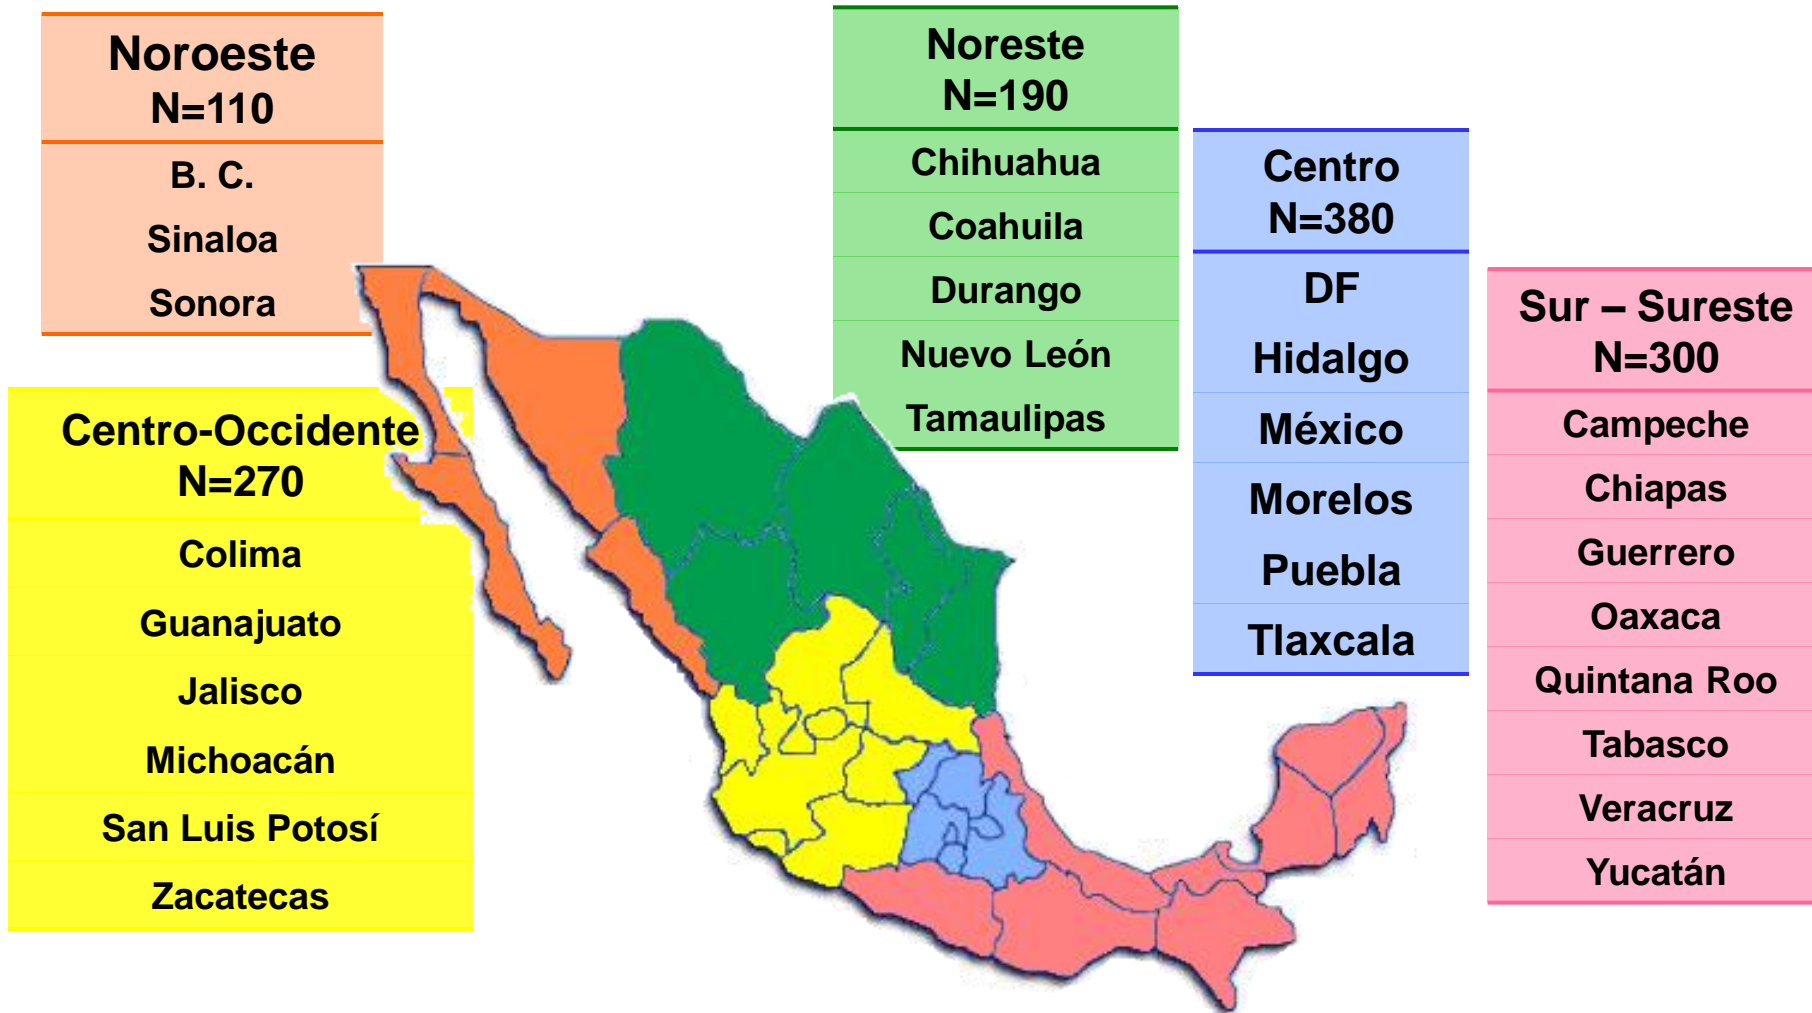 Noroeste
N=110
B. C.
Sinaloa
Sonora
Centro-Occidente
N=270
Colima
Guanajuato
Jalisco
Michoacán
San Luis Potosí
Zacatecas
Noreste
N=190
Chihuahua
Coahuila
Durango
Nuevo León
Tamaulipas
Centro
N=380
DF
Hidalgo
México
Morelos
Puebla
Tlaxcala
Sur – Sureste
N=300
Campeche
Chiapas
Guerrero
Oaxaca
Quintana Roo
Tabasco
Veracruz
Yucatán